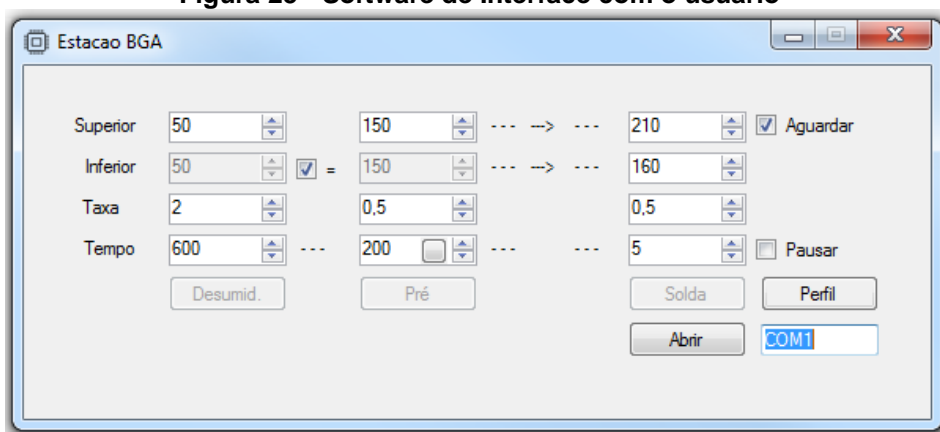 Figura 28 - Software de interface com o usuário
Estacao BGA
Superior 50 150 --- ---> --- 210 Aguardar
Inferior 50 = 150 --- ---> --- 160
Taxa 2 0,5 0,5
Tempo 600 --- 200 --- --- 5 Pausar
Desumid. Pré Solda Perfil
Abrir COM1